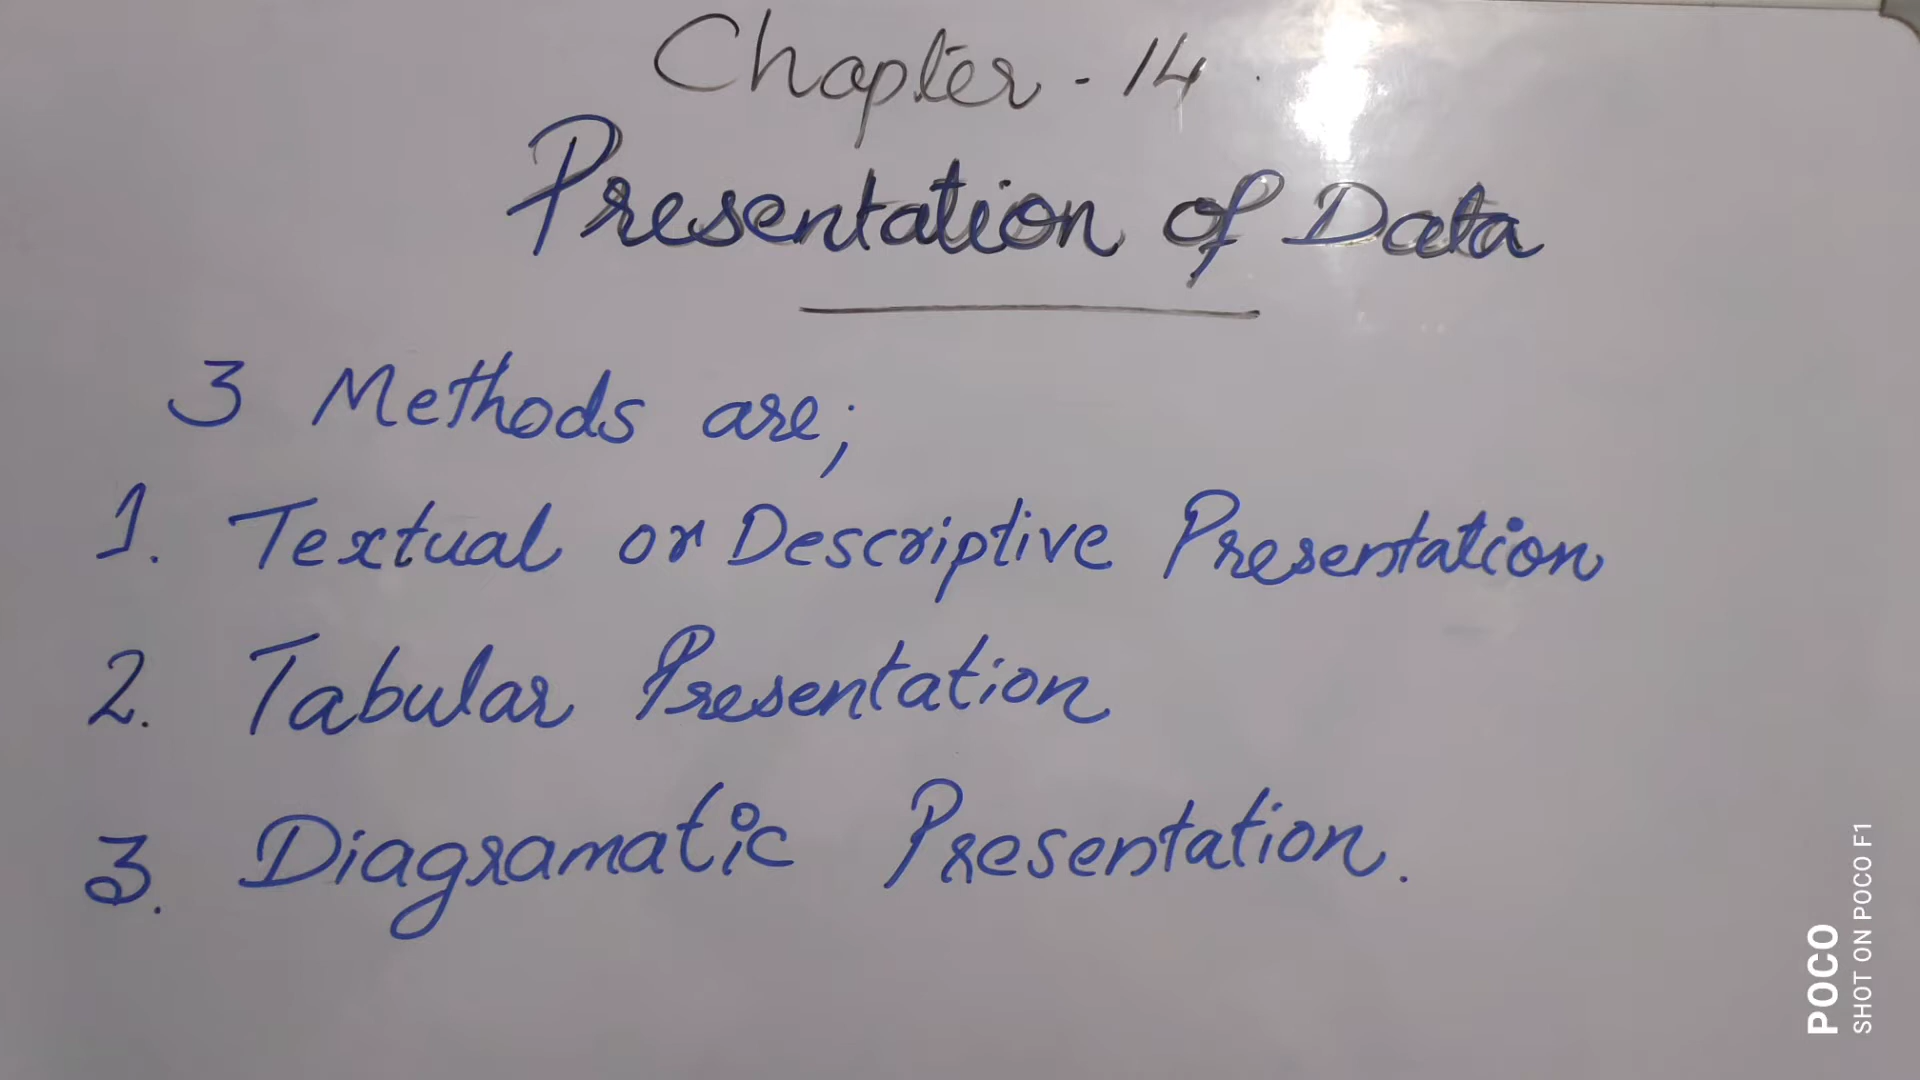 Chapter - 14
Presentation of Data
3 Methods are;
1. Textual or Descriptive Presentation
2. Tabular Presentation
3. Diagramatic Presentation.
POCO
SHOT ON POCO F1